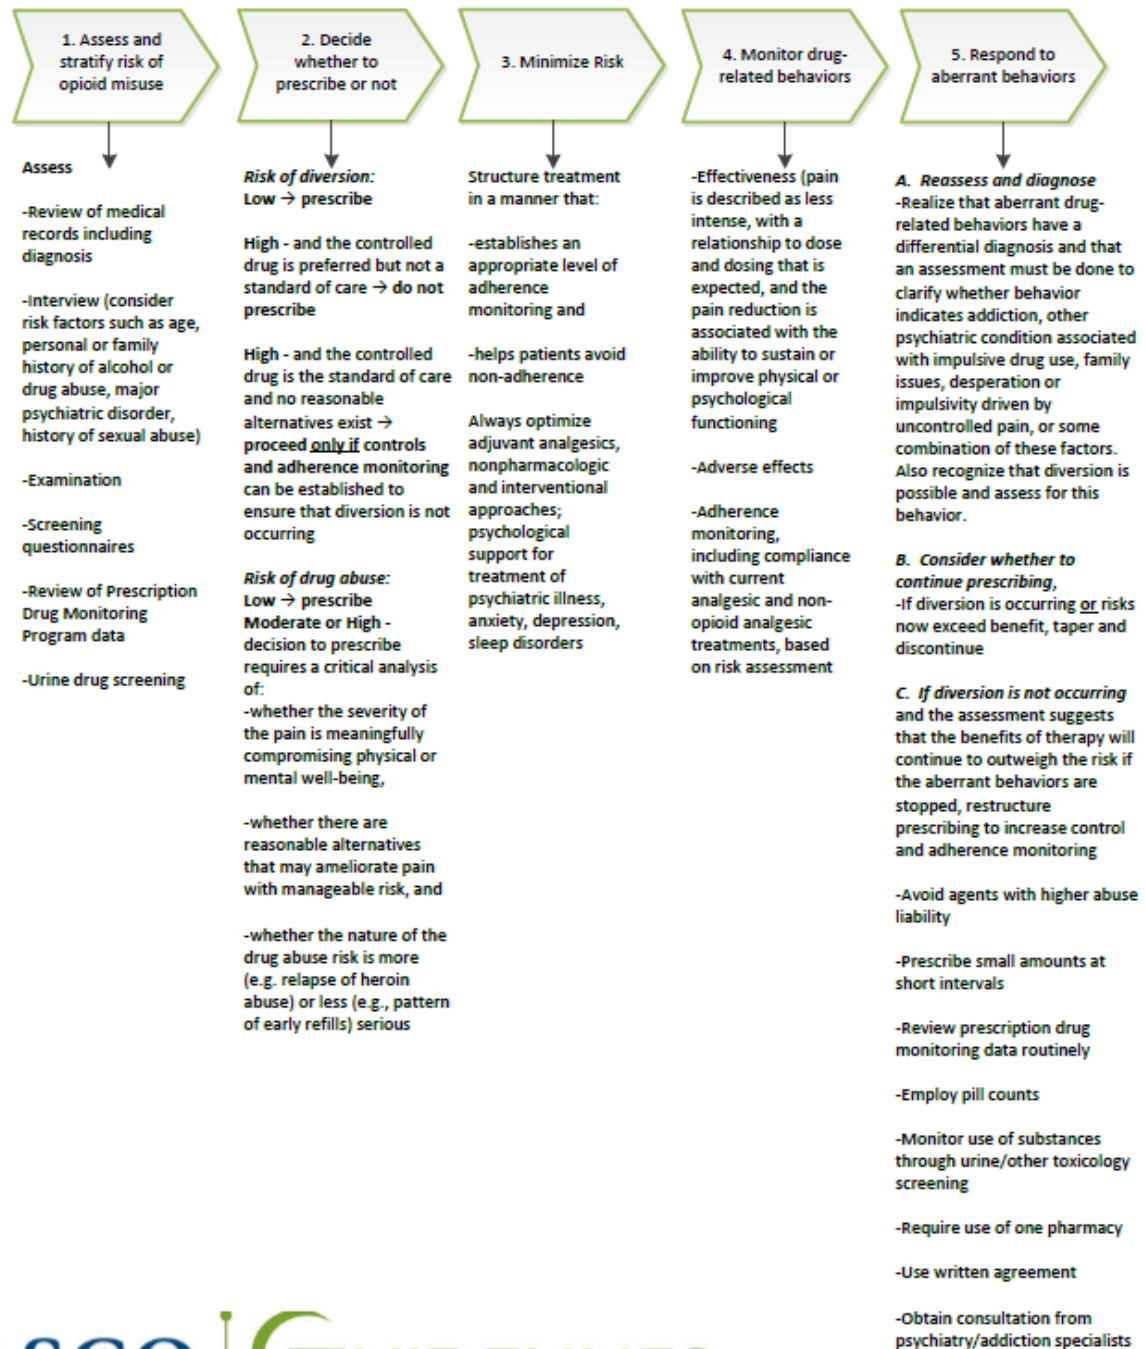 1. Assess and
stratify risk of
opioid misuse
2. Decide
whether to
prescribe or not
3. Minimize Risk
4. Monitor drug-
related behaviors
5. Respond to
aberrant behaviors
Assess
-Review of medical
records including
diagnosis
-Interview (consider
risk factors such as age,
personal or family
history of alcohol or
drug abuse, major
psychiatric disorder,
history of sexual abuse)
-Examination
-Screening
questionnaires
-Review of Prescription
Drug Monitoring
Program data
-Urine drug screening
Risk of diversion:
Low → prescribe
High - and the controlled
drug is preferred but not a
standard of care → do not
prescribe
High - and the controlled
drug is the standard of care
and no reasonable
alternatives exist →
proceed only if controls
and adherence monitoring
can be established to
ensure that diversion is not
occurring
Risk of drug abuse:
Low → prescribe
Moderate or High -
decision to prescribe
requires a critical analysis
of:
-whether the severity of
the pain is meaningfully
compromising physical or
mental well-being,
-whether there are
reasonable alternatives
that may ameliorate pain
with manageable risk, and
-whether the nature of the
drug abuse risk is more
(e.g. relapse of heroin
abuse) or less (e.g., pattern
of early refills) serious
Structure treatment
in a manner that:
-establishes an
appropriate level of
adherence
monitoring and
-helps patients avoid
non-adherence
Always optimize
adjuvant analgesics,
nonpharmacologic
and interventional
approaches;
psychological
support for
treatment of
psychiatric illness,
anxiety, depression,
sleep disorders
-Effectiveness (pain
is described as less
intense, with a
relationship to dose
and dosing that is
expected, and the
pain reduction is
associated with the
ability to sustain or
improve physical or
psychological
functioning
-Adverse effects
-Adherence
monitoring,
including compliance
with current
analgesic and non-
opioid analgesic
treatments, based
on risk assessment
A. Reassess and diagnose
-Realize that aberrant drug-
related behaviors have a
differential diagnosis and that
an assessment must be done to
clarify whether behavior
indicates addiction, other
psychiatric condition associated
with impulsive drug use, family
issues, desperation or
impulsivity driven by
uncontrolled pain, or some
combination of these factors.
Also recognize that diversion is
possible and assess for this
behavior.
B. Consider whether to
continue prescribing,
-If diversion is occurring or risks
now exceed benefit, taper and
discontinue
C. If diversion is not occurring
and the assessment suggests
that the benefits of therapy will
continue to outweigh the risk if
the aberrant behaviors are
stopped, restructure
prescribing to increase control
and adherence monitoring
-Avoid agents with higher abuse
liability
-Prescribe small amounts at
short intervals
-Review prescription drug
monitoring data routinely
-Employ pill counts
-Monitor use of substances
through urine/other toxicology
screening
-Require use of one pharmacy
-Use written agreement
-Obtain consultation from
psychiatry/addiction specialists